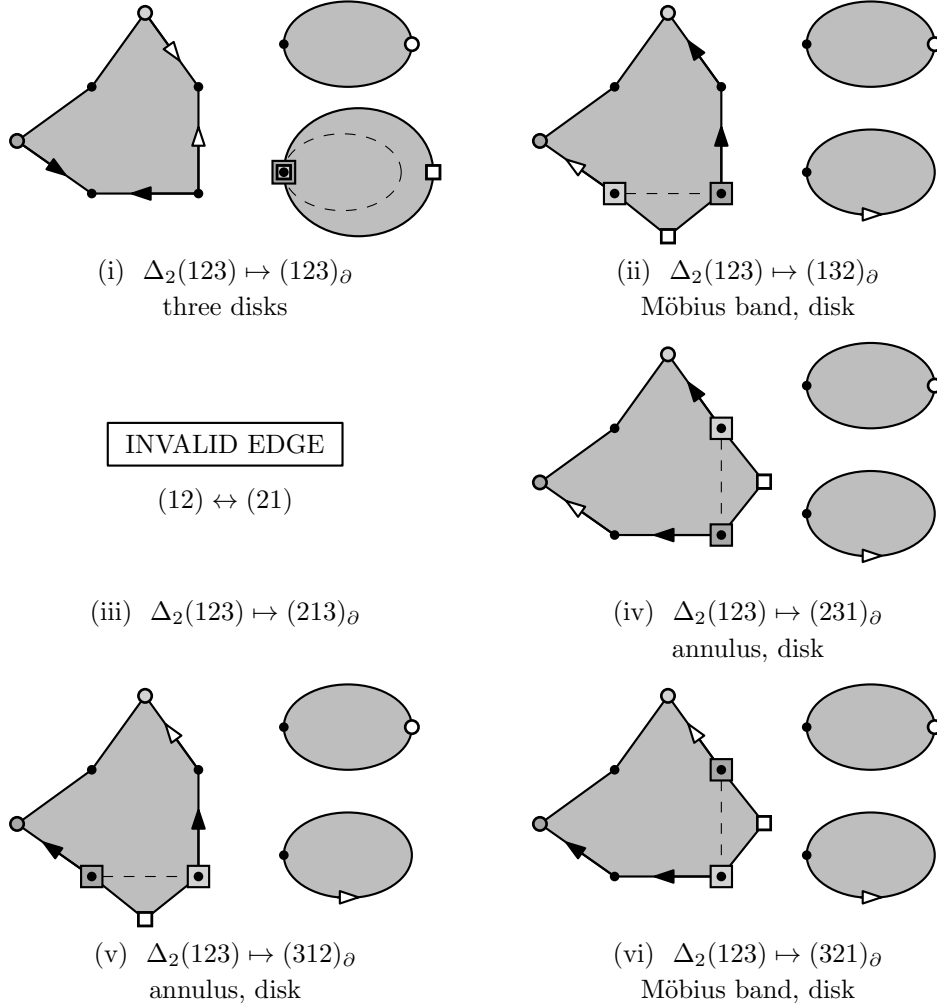 (i) Δ₂(123) ↦ (123)∂
three disks
(ii) Δ₂(123) ↦ (132)∂
Möbius band, disk
INVALID EDGE
(12) ↔ (21)
(iii) Δ₂(123) ↦ (213)∂
(iv) Δ₂(123) ↦ (231)∂
annulus, disk
(v) Δ₂(123) ↦ (312)∂
annulus, disk
(vi) Δ₂(123) ↦ (321)∂
Möbius band, disk